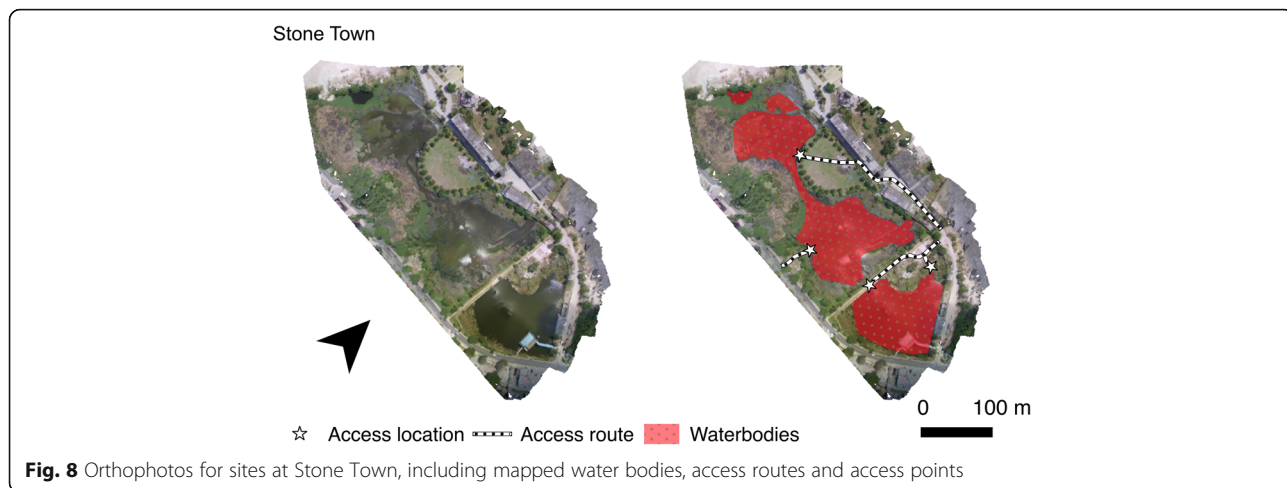 Stone Town
0 100 m
Access location Access route Waterbodies
Fig. 8 Orthophotos for sites at Stone Town, including mapped water bodies, access routes and access points